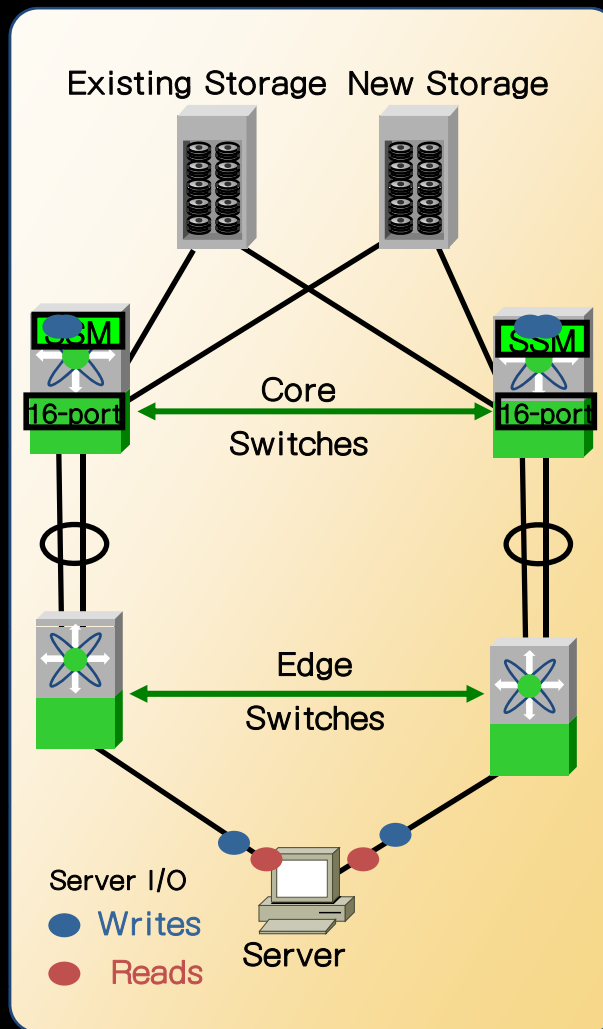 Existing Storage
New Storage
SSM
SSM
16-port
16-port
Core
Switches
Edge
Switches
Server I/O
Writes
Reads
Server